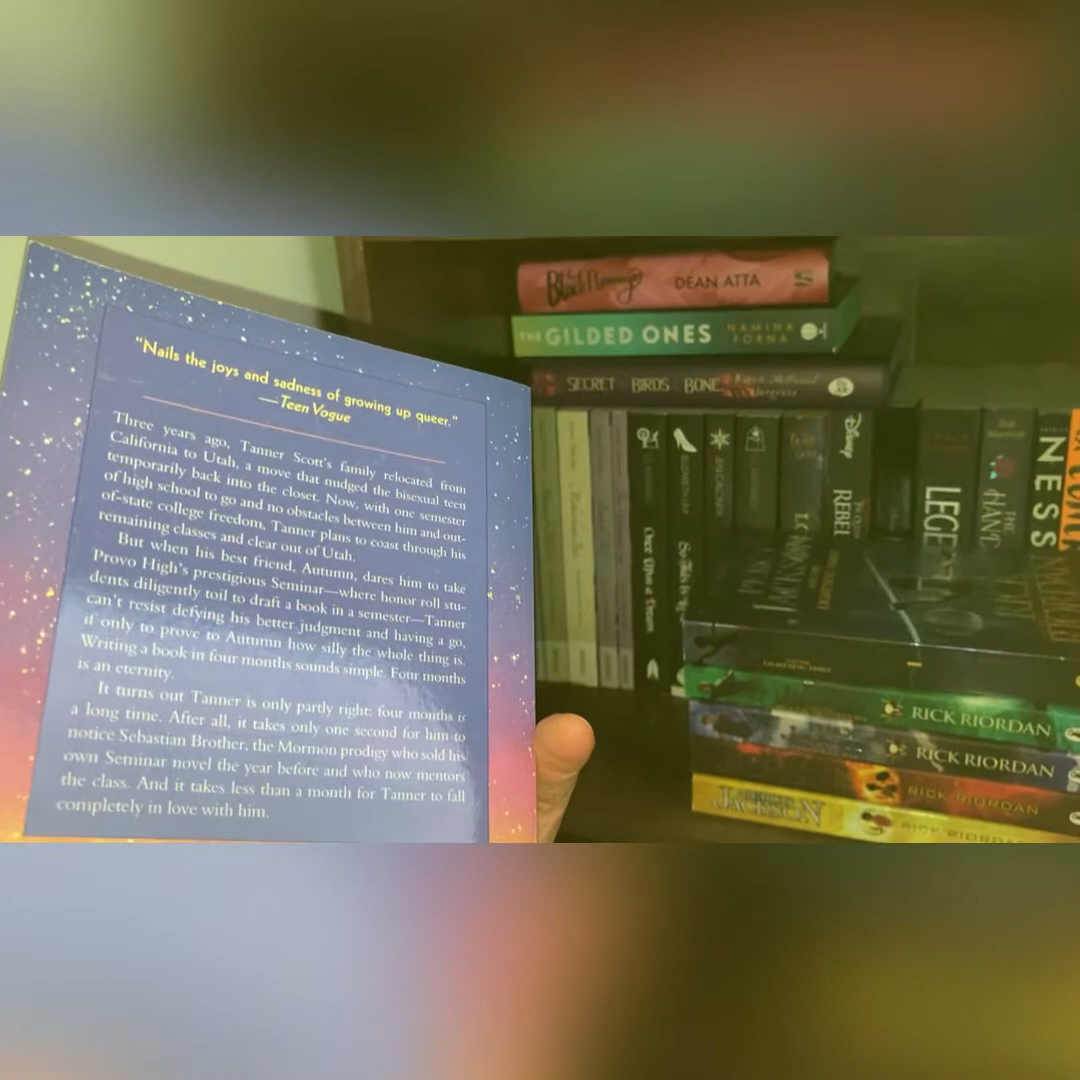 "Nails the joys and sadness of growing up queer."
—Teen Vogue
Three years ago, Tanner Scott's family relocated from
California to Utah, a move that nudged the bisexual teen
temporarily back into the closet. Now, with one semester
of high school to go and no obstacles between him and out-
of-state college freedom, Tanner plans to coast through his
remaining classes and clear out of Utah.
But when his best friend, Autumn, dares him to take
Provo High's prestigious Seminar—where honor roll stu-
dents diligently toil to draft a book in a semester—Tanner
can't resist defying his better judgment and having a go,
if only to prove to Autumn how silly the whole thing is.
Writing a book in four months sounds simple. Four months
is an eternity.
It turns out Tanner is only partly right: four months is
a long time. After all, it takes only one second for him to
notice Sebastian Brother, the Mormon prodigy who sold his
own Seminar novel the year before and who now mentors
the class. And it takes less than a month for Tanner to fall
completely in love with him.
The Black Flamingo DEAN ATTA
THE GILDED ONES NAMINA FORNA
SECRET BIRDS BONE
Once Upon a Dream
Disney
REBEL
LEGE
THE
NESS
PERCY
JACKSON
LIGHTNING THIEF
RICK RIORDAN
RICK RIORDAN
RICK RIORDAN
JACKSON RICK RIORDAN